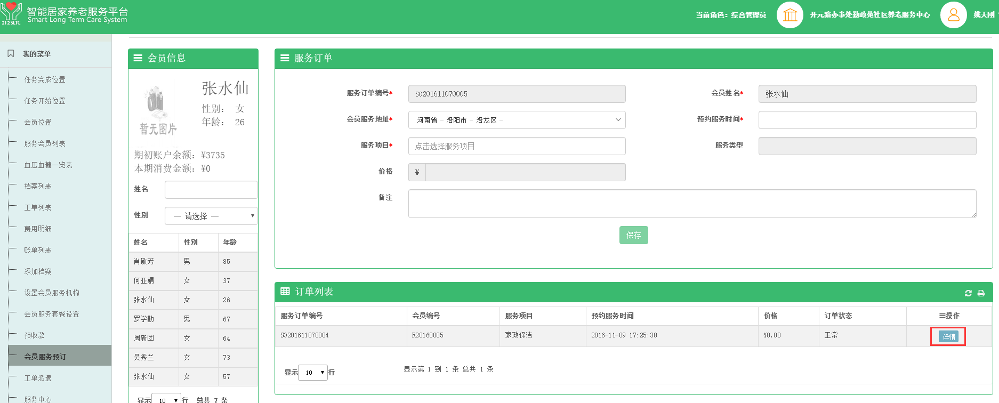 智能居家养老服务平台
Smart Long Term Care System
212 SLTC
当前角色：综合管理员
开元路办事处勤政苑社区养老服务中心
姚天刚
我的菜单
任务完成位置
任务开始位置
会员位置
服务会员列表
血压血糖一览表
档案列表
工单列表
费用明细
账单列表
添加档案
设置会员服务机构
会员服务套餐设置
预收款
会员服务预订
工单派遣
服务中心
会员信息
暂无图片
张水仙
性别： 女
年龄： 26
期初账户余额：¥3735
本期消费金额：¥0
姓名
性别 — 请选择 —
姓名 性别 年龄
肖敬芳 男 85
何亚娟 女 37
张水仙 女 26
罗学勤 男 67
周新团 女 64
吴秀兰 女 73
张水仙 女 57
显示 10 行 总共 7 条
服务订单
服务订单编号* SO201611070005 会员姓名* 张水仙
会员服务地址* 河南省 - 洛阳市 - 洛龙区 - 预约服务时间*
服务项目* 点击选择服务项目 服务类型
价格 ¥
备注
保存
订单列表
服务订单编号 会员编号 服务项目 预约服务时间 价格 订单状态 操作
SO201611070004 R20160005 家政保洁 2016-11-09 17:25:38 ¥0.00 正常 详情
显示 10 行 显示第 1 到 1 条 总共 1 条